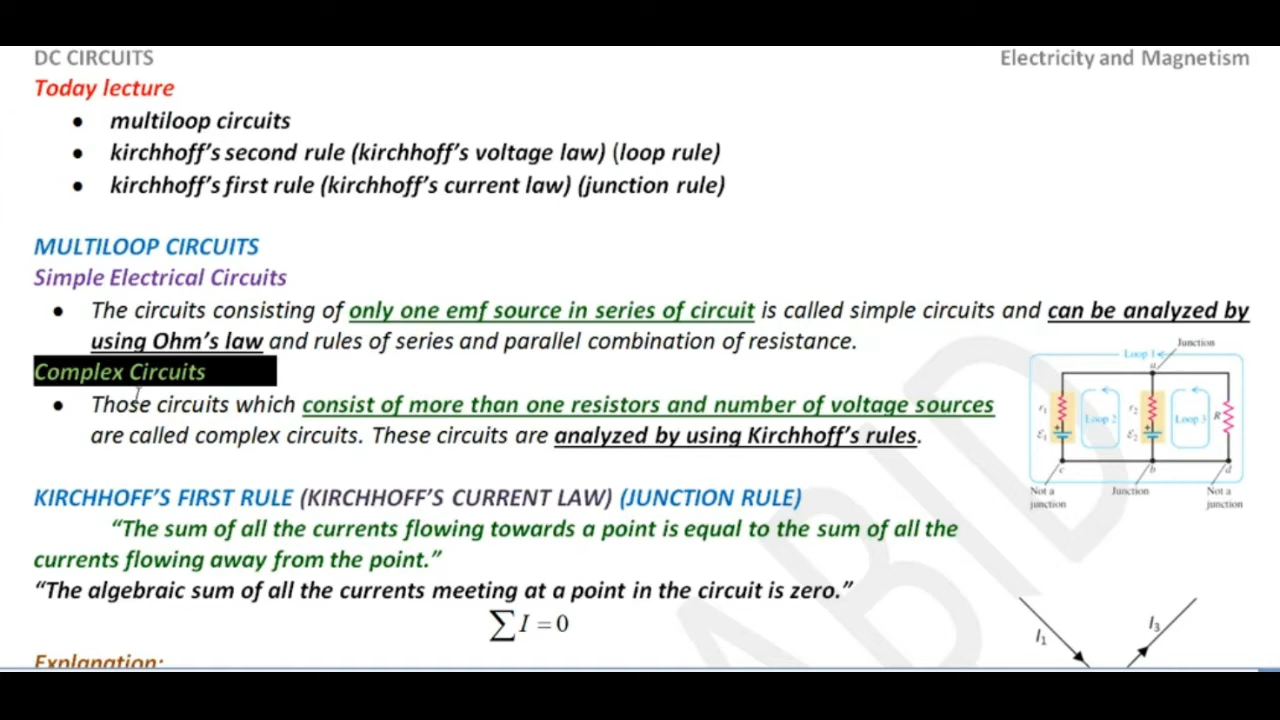 DC CIRCUITS
Electricity and Magnetism
Today lecture
• multiloop circuits
• kirchhoff's second rule (kirchhoff's voltage law) (loop rule)
• kirchhoff's first rule (kirchhoff's current law) (junction rule)
MULTILOOP CIRCUITS
Simple Electrical Circuits
• The circuits consisting of only one emf source in series of circuit is called simple circuits and can be analyzed by
using Ohm's law and rules of series and parallel combination of resistance.
Complex Circuits
• Those circuits which consist of more than one resistors and number of voltage sources
are called complex circuits. These circuits are analyzed by using Kirchhoff's rules.
Junction
Loop 1
a
r₁
r₂
R
Loop 2
Loop 3
+
ℰ₁
+
ℰ₂
c
b
d
Not a
junction
Junction
Not a
junction
KIRCHHOFF'S FIRST RULE (KIRCHHOFF'S CURRENT LAW) (JUNCTION RULE)
“The sum of all the currents flowing towards a point is equal to the sum of all the
currents flowing away from the point.”
“The algebraic sum of all the currents meeting at a point in the circuit is zero.”
∑ I = 0
Explanation:
I₁
I₃
ABID